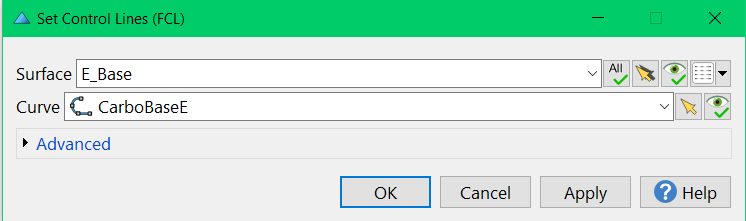 Set Control Lines (FCL)
Surface E_Base All
Curve CarboBaseE
Advanced
OK Cancel Apply ? Help